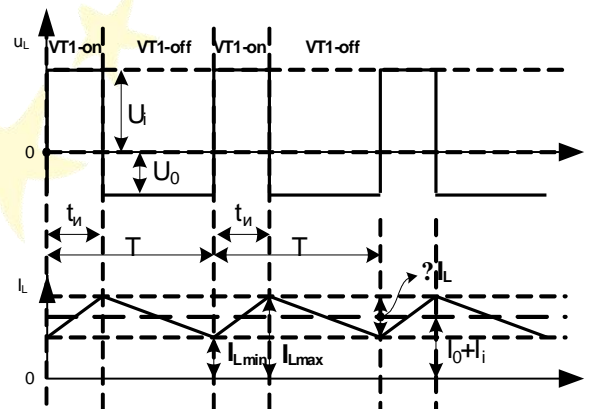 uL
VT1-on VT1-off VT1-on VT1-off
Ui
0
U0
tи tи
T T
IL
?IL
ILmin ILmax I0+Ii
0